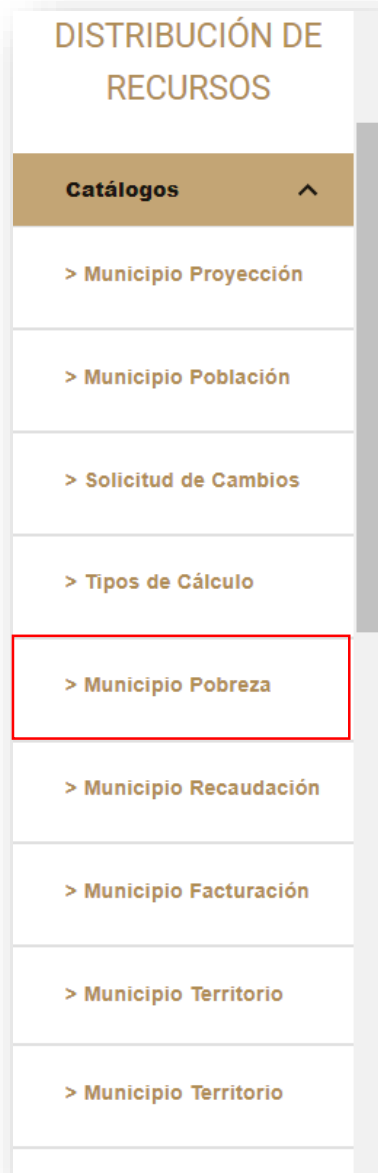 DISTRIBUCIÓN DE
RECURSOS
Catálogos
> Municipio Proyección
> Municipio Población
> Solicitud de Cambios
> Tipos de Cálculo
> Municipio Pobreza
> Municipio Recaudación
> Municipio Facturación
> Municipio Territorio
> Municipio Territorio